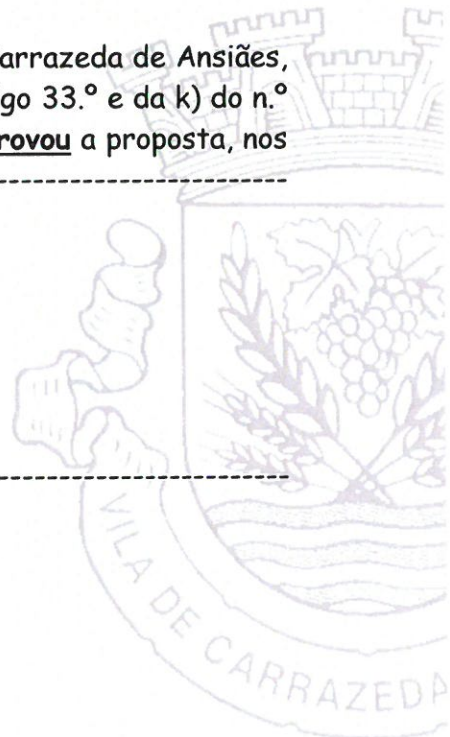 arrazeda de Ansiães,
go 33.º e da k) do n.º
rovou a proposta, nos
VILA DE CARRAZEDA